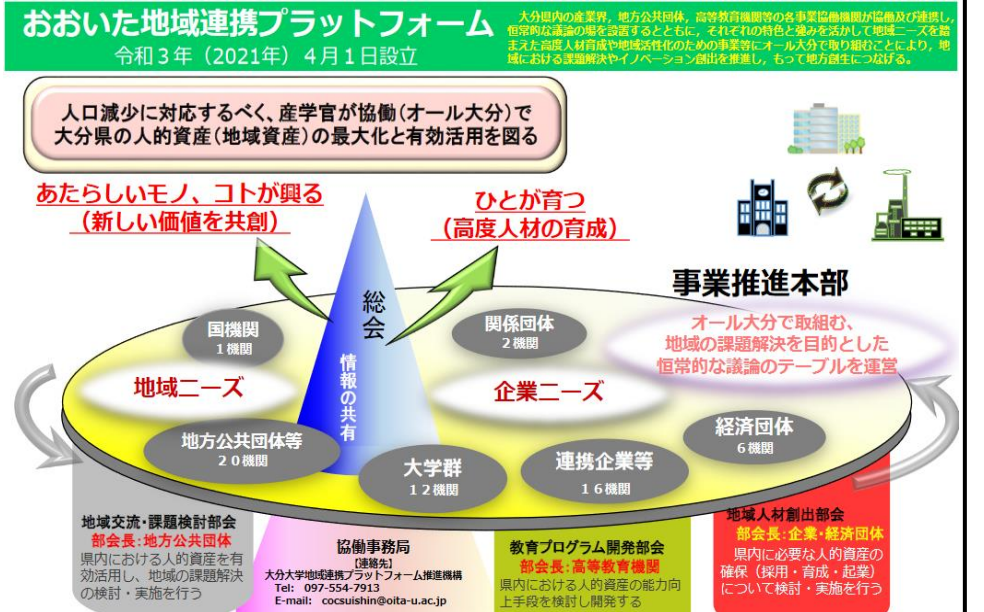 おおいた地域連携プラットフォーム
令和３年（2021年）４月１日設立
大分県内の産業界，地方公共団体，高等教育機関等の各事業協働機関が協働及び連携し，
恒常的な議論の場を設置するとともに，それぞれの特色と強みを活かして地域ニーズを踏
まえた高度人材育成や地域活性化のための事業等にオール大分で取り組むことにより，地
域における課題解決やイノベーション創出を推進し，もって地方創生につなげる。
人口減少に対応するべく、産学官が協働（オール大分）で
大分県の人的資産（地域資産）の最大化と有効活用を図る
あたらしいモノ、コトが興る
（新しい価値を共創）
ひとが育つ
（高度人材の育成）
事業推進本部
オール大分で取組む、
地域の課題解決を目的とした
恒常的な議論のテーブルを運営
総会
情報の共有
国機関
１機関
関係団体
２機関
地域ニーズ
企業ニーズ
地方公共団体等
２０機関
大学群
１２機関
連携企業等
１６機関
経済団体
６機関
地域交流・課題検討部会
部会長：地方公共団体
県内における人的資産を有
効活用し、地域の課題解決
の検討・実施を行う
協働事務局
【連絡先】
大分大学地域連携プラットフォーム推進機構
Tel: 097-554-7913
E-mail: cocsuishin@oita-u.ac.jp
教育プログラム開発部会
部会長：高等教育機関
県内における人的資産の能力向
上手段を検討し開発する
地域人材創出部会
部会長：企業・経済団体
県内に必要な人的資産の
確保（採用・育成・起業）
について検討・実施を行う